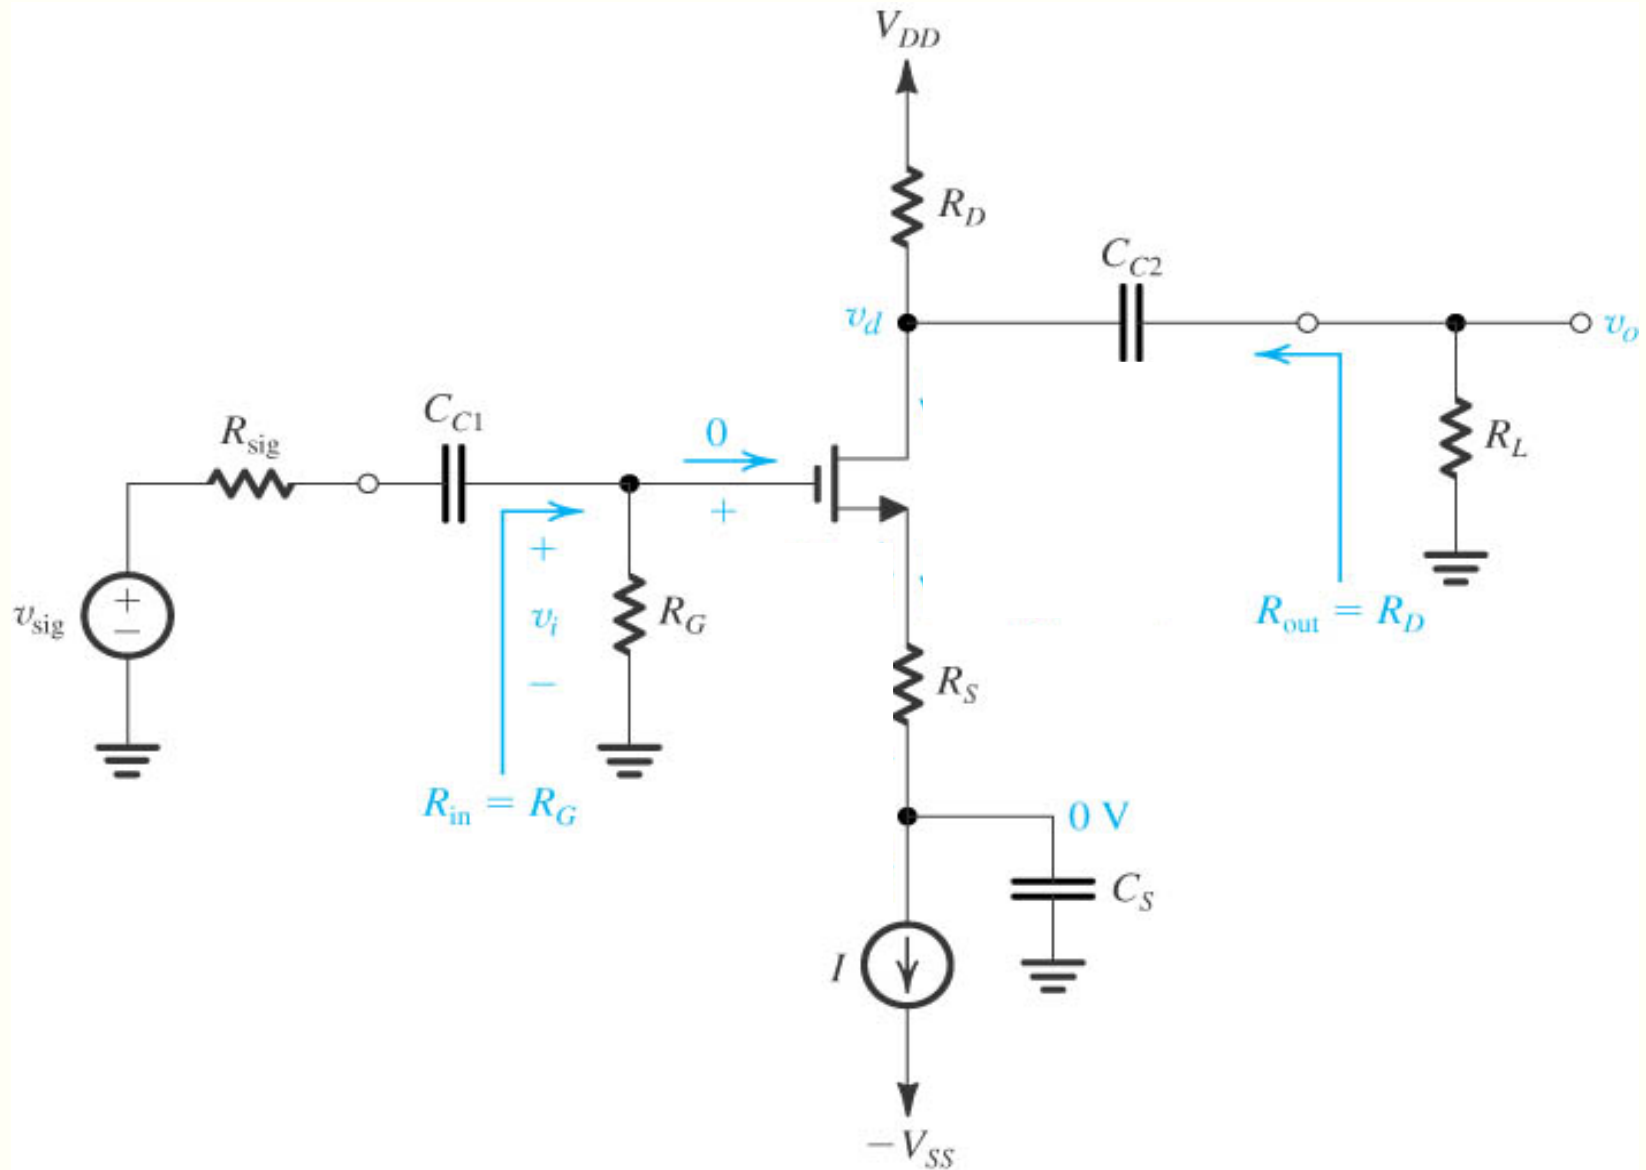 V_DD
R_D
C_C2
v_d
v_o
C_C1
R_sig
0
R_L
+
+
+
−
v_sig
v_i
R_G
R_out = R_D
−
R_S
R_in = R_G
0 V
C_S
I
−V_SS